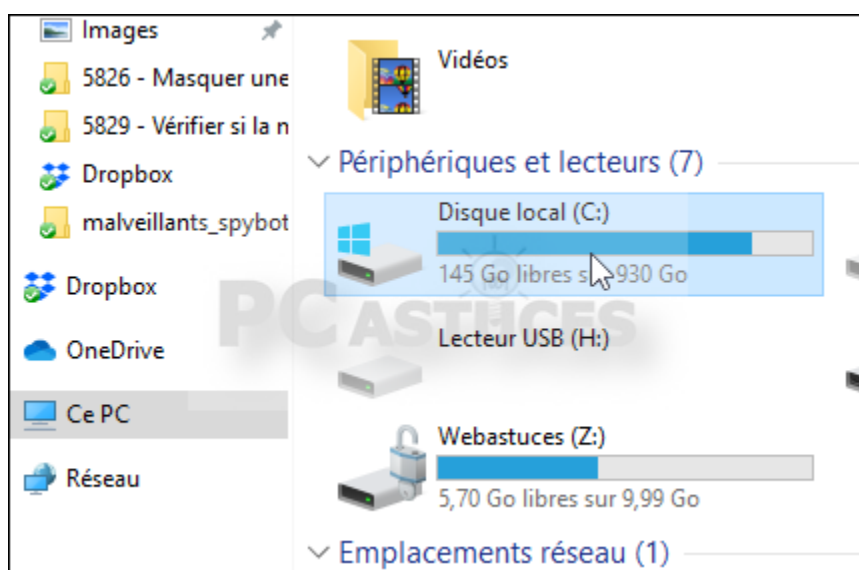 Images
5826 - Masquer une
5829 - Vérifier si la n
Dropbox
malveillants_spybot
Dropbox
OneDrive
Ce PC
Réseau
Vidéos
Périphériques et lecteurs (7)
Disque local (C:)
145 Go libres sur 930 Go
Lecteur USB (H:)
Webastuces (Z:)
5,70 Go libres sur 9,99 Go
Emplacements réseau (1)
PC ASTUCES